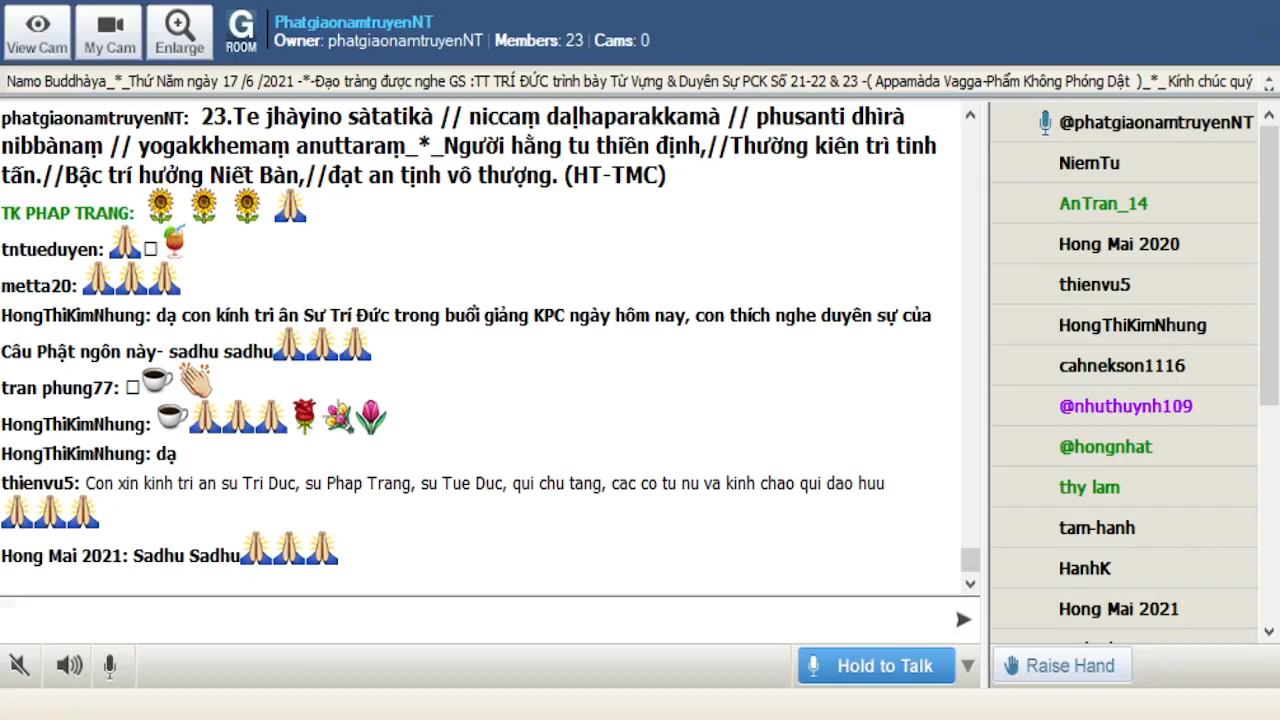 View Cam
My Cam
Enlarge
G
ROOM
PhatgiaonamtruyenNT
Owner: phatgiaonamtruyenNT | Members: 23 | Cams: 0
Namo Buddhàya_*_Thứ Năm ngày 17 /6 /2021 -*-Đạo tràng được nghe GS :TT TRÍ ĐỨC trình bày Từ Vựng & Duyên Sự PCK Số 21-22 & 23 -( Appamàda Vagga-Phẩm Không Phóng Dật )_*_Kính chúc quý
phatgiaonamtruyenNT: 23.Te jhàyino sàtatikà // niccaṃ daḷhaparakkamà // phusanti dhìrà
nibbànaṃ // yogakkhemaṃ anuttaraṃ_*_Người hằng tu thiền định,//Thường kiên trì tinh
tấn.//Bậc trí hưởng Niết Bàn,//đạt an tịnh vô thượng. (HT-TMC)
TK PHAP TRANG:
tntueduyen:
metta20:
HongThiKimNhung: dạ con kính tri ân Sư Trí Đức trong buổi giảng KPC ngày hôm nay, con thích nghe duyên sự của
Câu Phật ngôn này- sadhu sadhu
tran phung77:
HongThiKimNhung:
HongThiKimNhung: dạ
thienvu5: Con xin kinh tri an su Tri Duc, su Phap Trang, su Tue Duc, qui chu tang, cac co tu nu va kinh chao qui dao huu
Hong Mai 2021: Sadhu Sadhu
@phatgiaonamtruyenNT
NiemTu
AnTran_14
Hong Mai 2020
thienvu5
HongThiKimNhung
cahnekson1116
@nhuthuynh109
@hongnhat
thy lam
tam-hanh
HanhK
Hong Mai 2021
Hold to Talk
Raise Hand